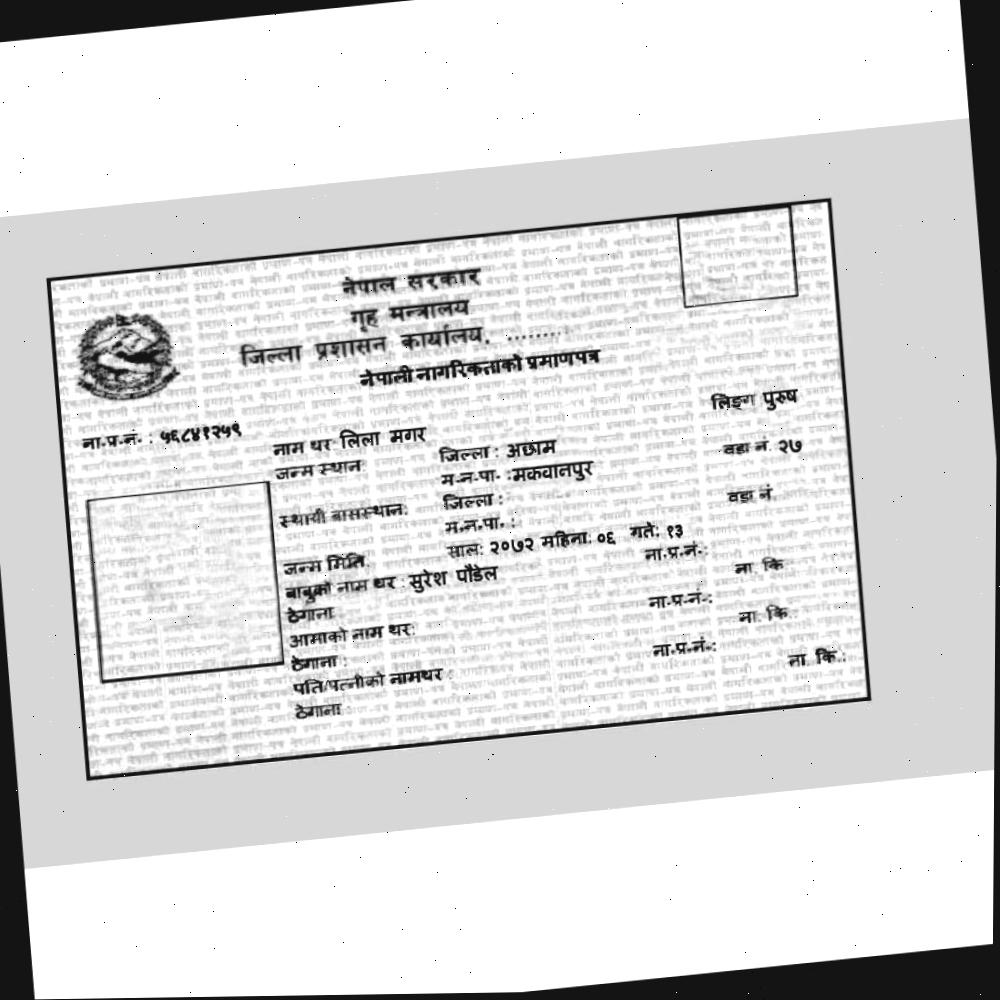 नेपाल सरकार
गृह मन्त्रालय
जिल्ला प्रशासन कार्यालय, .........
नेपाली नागरिकताको प्रमाणपत्र
लिङ्ग पुरुष
ना.प्र.नं. : ५६८४१२५९
नाम थर: लिला मगर
जन्म स्थान: जिल्ला : अछाम वडा नं. २७
म.न.पा. : मकवानपुर
स्थायी बासस्थान: जिल्ला : वडा नं.
म.न.पा. :
जन्म मिति: साल: २०७२ महिना: ०६ गते: १३
बाबुको नाम थर : सुरेश पौडेल ना.प्र.नं.:
ठेगाना ना. कि.
आमाको नाम थर: ना.प्र.नं.:
ठेगाना : ना. कि.
पति/पत्नीको नामथर : ना.प्र.नं.:
ठेगाना : ना. कि.: